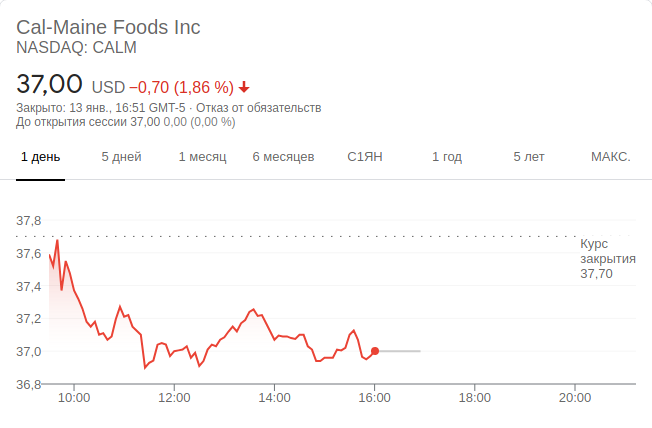 Cal-Maine Foods Inc
NASDAQ: CALM
37,00 USD −0,70 (1,86 %)
Закрыто: 13 янв., 16:51 GMT-5 · Отказ от обязательств
До открытия сессии 37,00 0,00 (0,00 %)
1 день 5 дней 1 месяц 6 месяцев С1ЯН 1 год 5 лет МАКС.
37,8
37,6
37,4
37,2
37,0
36,8
Курс
закрытия
37,70
10:00 12:00 14:00 16:00 18:00 20:00